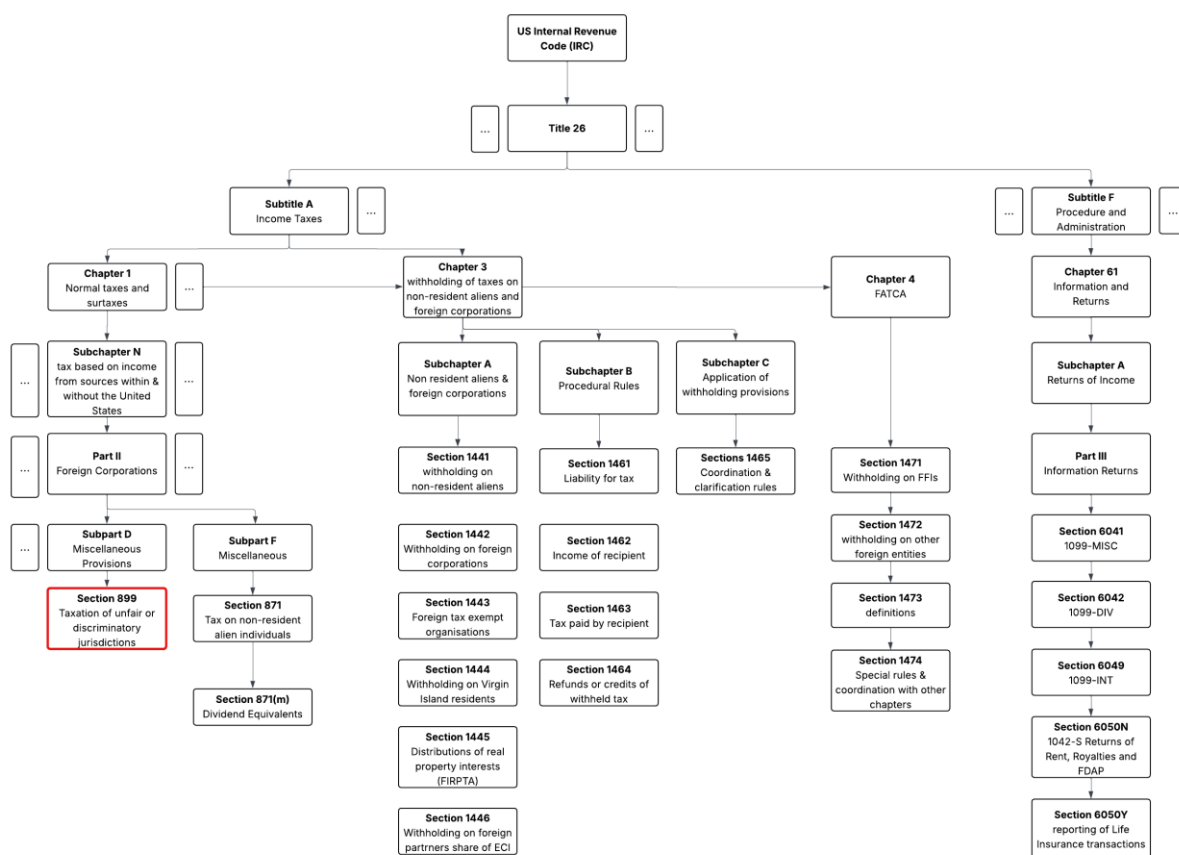 US Internal Revenue
Code (IRC)
...
Title 26
...
Subtitle A
Income Taxes
...
...
Subtitle F
Procedure and
Administration
...
Chapter 1
Normal taxes and
surtaxes
...
Chapter 3
withholding of taxes on
non-resident aliens and
foreign corporations
Chapter 4
FATCA
Chapter 61
Information and
Returns
...
Subchapter N
tax based on income
from sources within &
without the United
States
...
Subchapter A
Non resident aliens &
foreign corporations
Subchapter B
Procedural Rules
Subchapter C
Application of
withholding provisions
Subchapter A
Returns of Income
...
Part II
Foreign Corporations
...
Section 1441
withholding on
non-resident aliens
Section 1461
Liability for tax
Sections 1465
Coordination &
clarification rules
Section 1471
Withholding on FFIs
Part III
Information Returns
...
Subpart D
Miscellaneous
Provisions
Subpart F
Miscellaneous
Section 1442
Withholding on foreign
corporations
Section 1462
Income of recipient
Section 1472
withholding on other
foreign entities
Section 6041
1099-MISC
Section 899
Taxation of unfair or
discriminatory
jurisdictions
Section 871
Tax on non-resident
alien individuals
Section 1443
Foreign tax exempt
organisations
Section 1463
Tax paid by recipient
Section 1473
definitions
Section 6042
1099-DIV
Section 871(m)
Dividend Equivalents
Section 1444
Withholding on Virgin
Island residents
Section 1464
Refunds or credits of
withheld tax
Section 1474
Special rules &
coordination with other
chapters
Section 6049
1099-INT
Section 1445
Distributions of real
property interests
(FIRPTA)
Section 6050N
1042-S Returns of
Rent, Royalties and
FDAP
Section 1446
Withholding on foreign
partrners share of ECI
Section 6050Y
reporting of Life
Insurance transactions